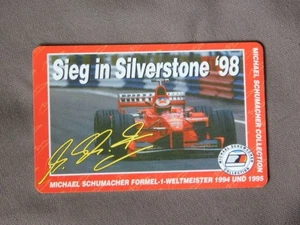 Sieg in Silverstone '98
MICHAEL SCHUMACHER COLLECTION
MICHAEL SCHUMACHER FORMEL-1-WELTMEISTER 1994 UND 1995